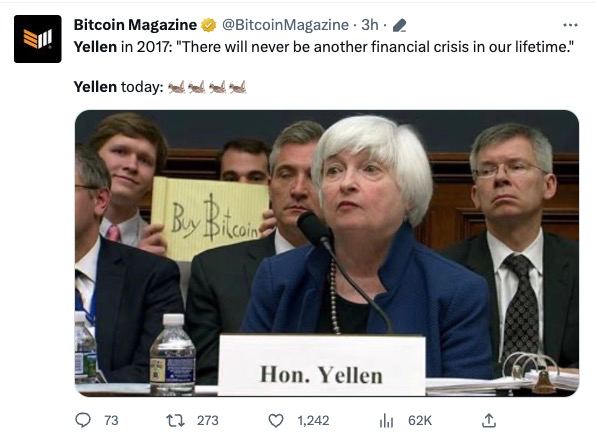 Bitcoin Magazine @BitcoinMagazine · 3h ·
Yellen in 2017: "There will never be another financial crisis in our lifetime."
Yellen today: 🦗🦗🦗🦗
Buy Bitcoin
Hon. Yellen
73 273 1,242 62K